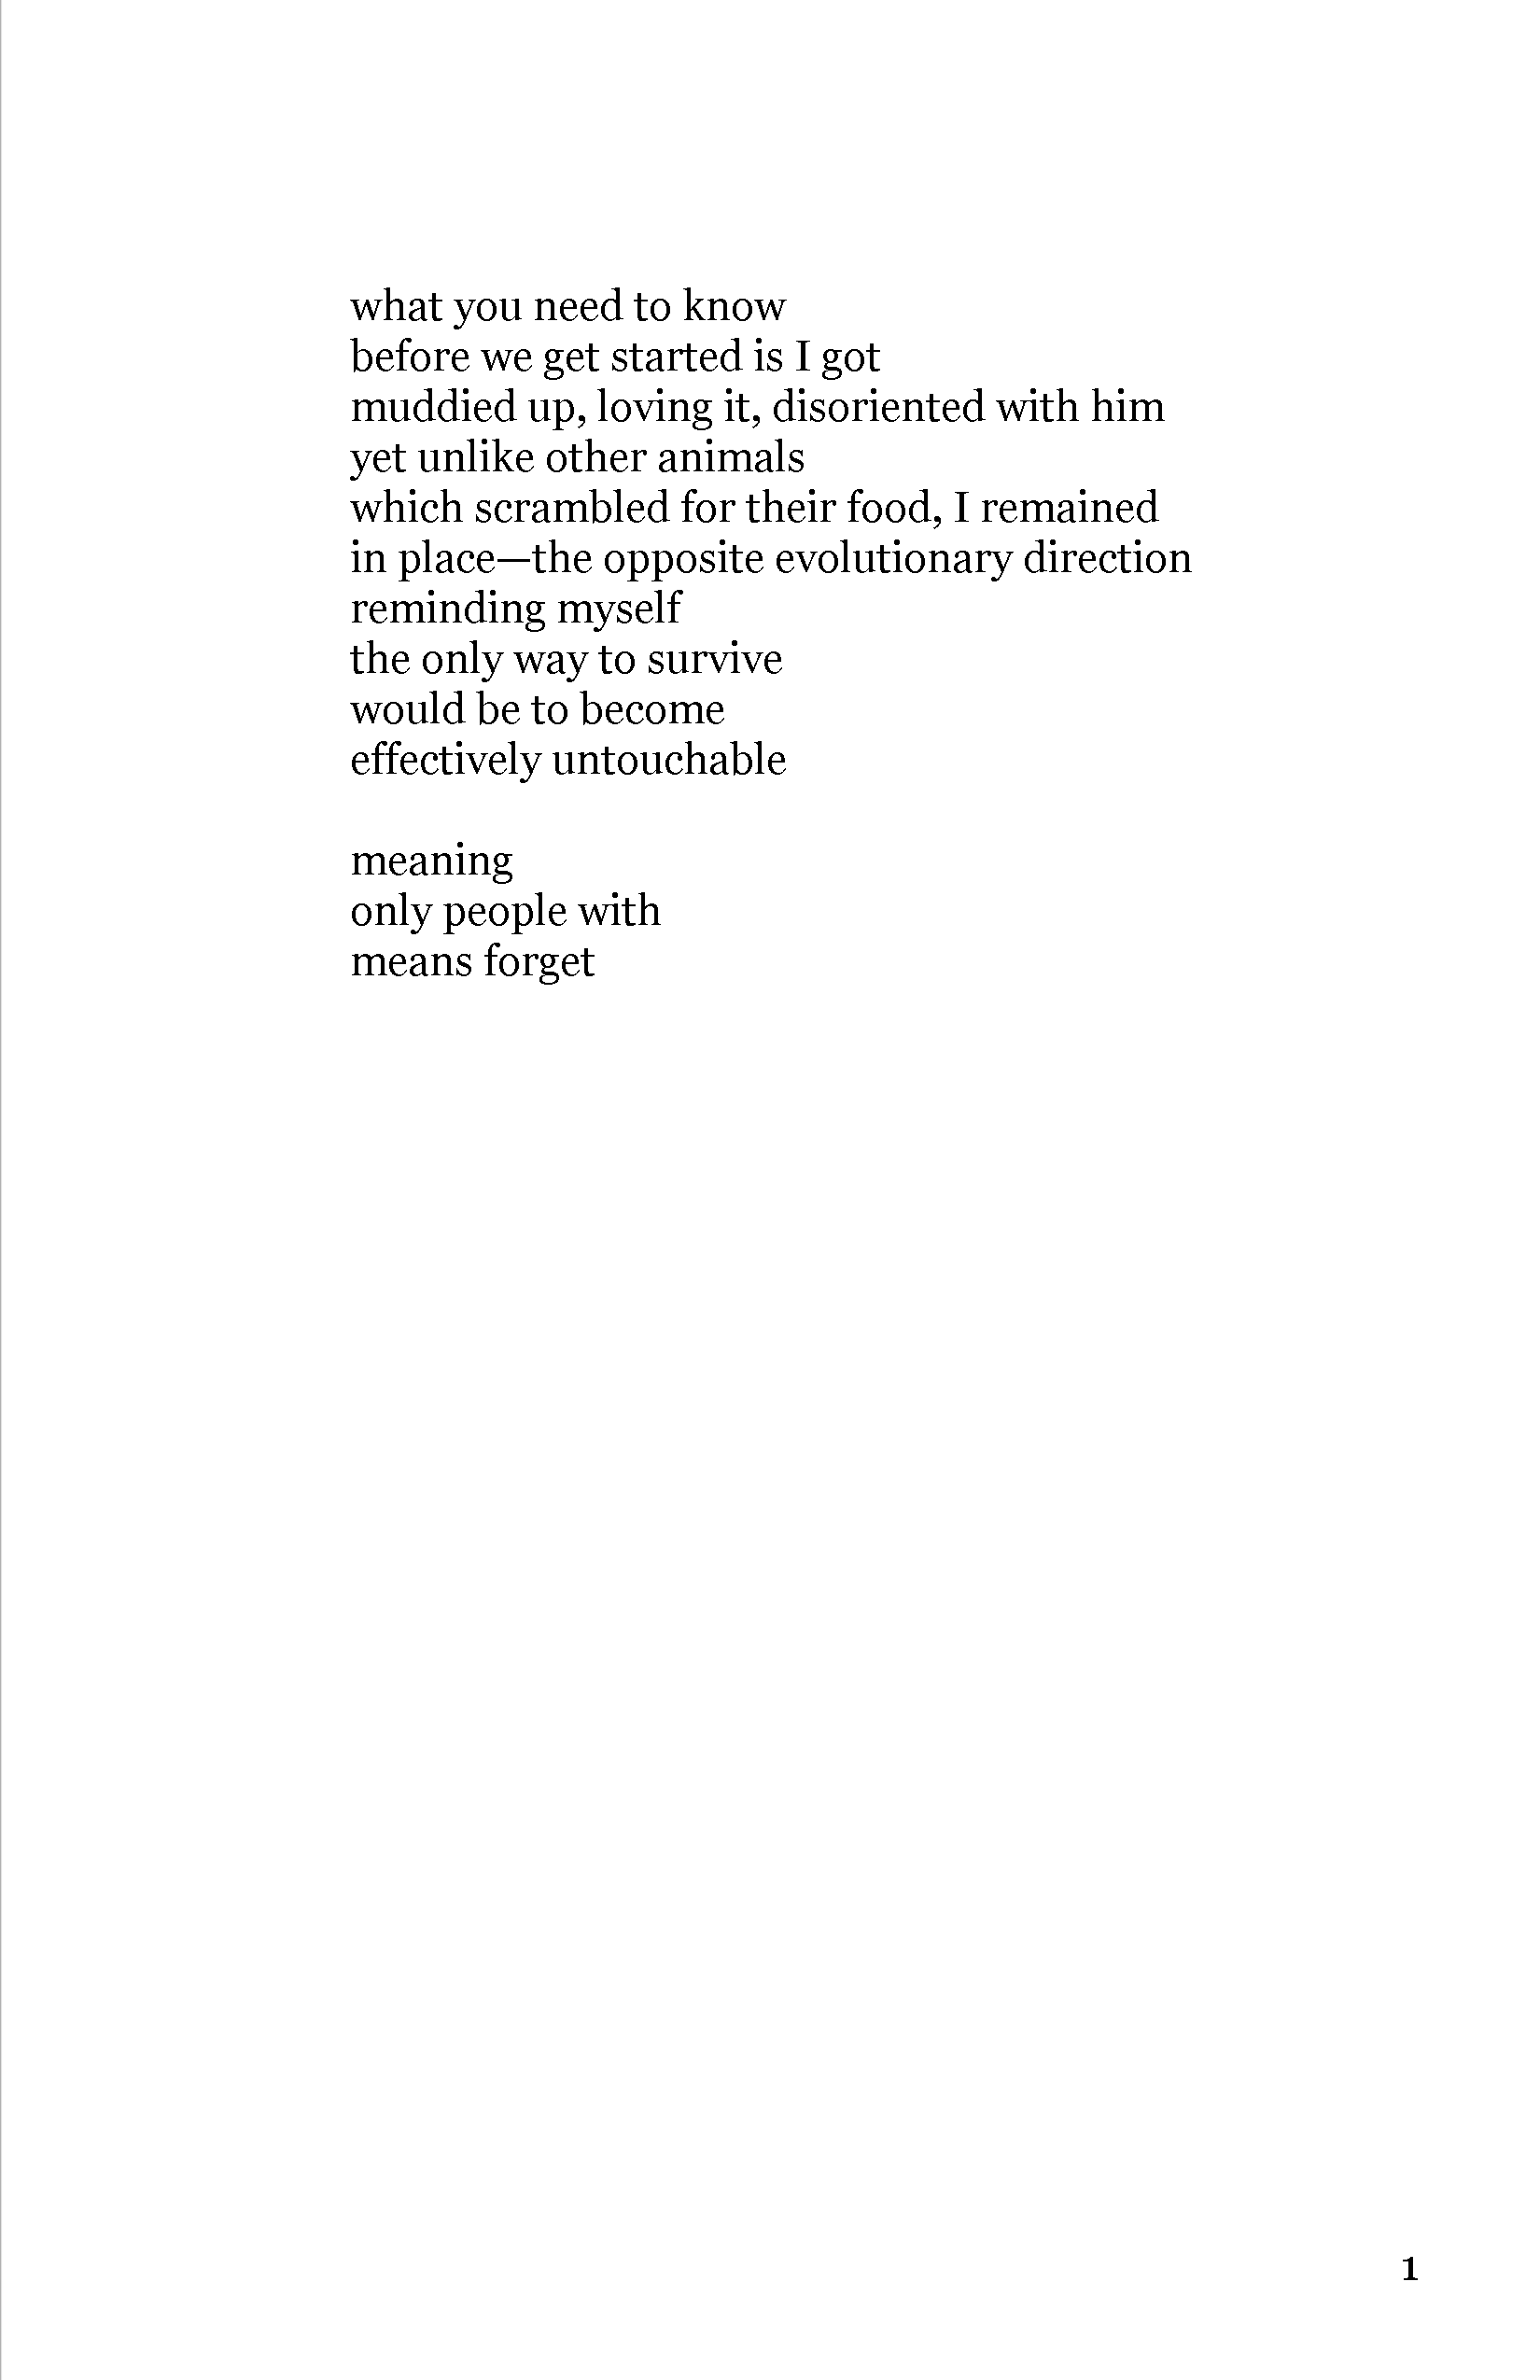 what you need to know
before we get started is I got
muddied up, loving it, disoriented with him
yet unlike other animals
which scrambled for their food, I remained
in place—the opposite evolutionary direction
reminding myself
the only way to survive
would be to become
effectively untouchable

meaning
only people with
means forget
1